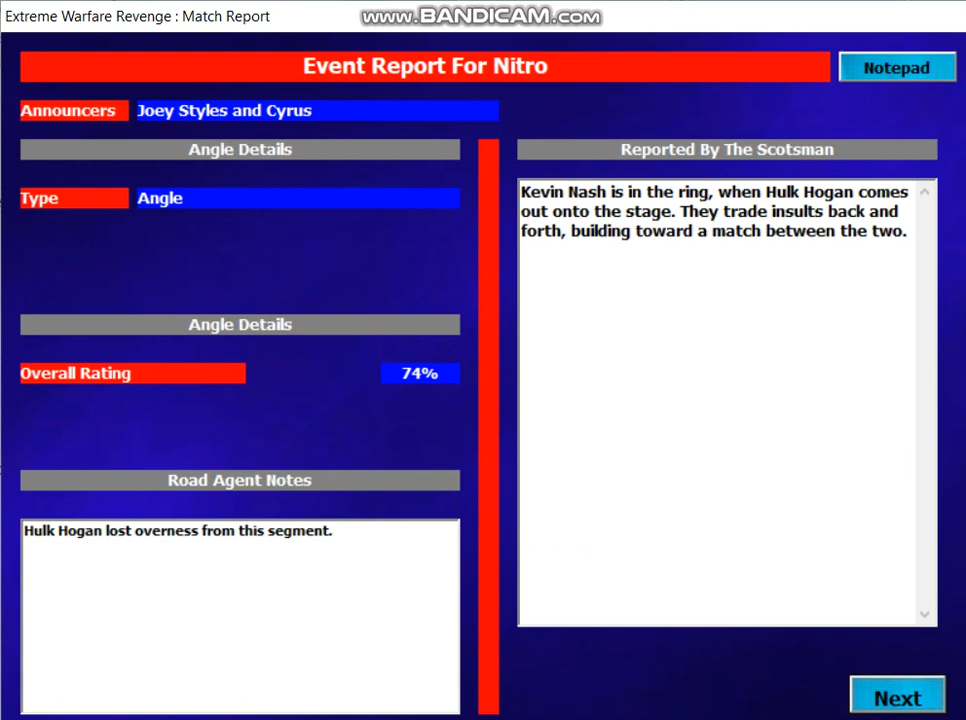 Extreme Warfare Revenge : Match Report
www.BANDICAM.com
Event Report For Nitro
Notepad
Announcers
Joey Styles and Cyrus
Angle Details
Type
Angle
Angle Details
Overall Rating
74%
Road Agent Notes
Hulk Hogan lost overness from this segment.
Reported By The Scotsman
Kevin Nash is in the ring, when Hulk Hogan comes
out onto the stage. They trade insults back and
forth, building toward a match between the two.
Next